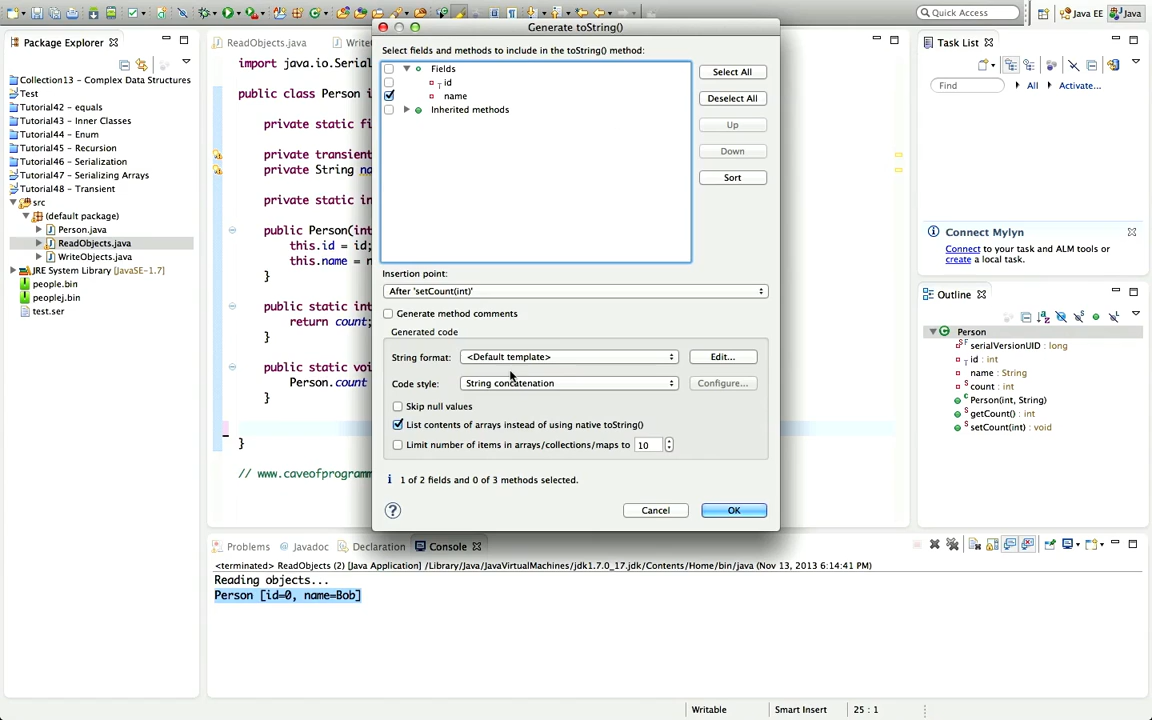 Generate toString()
Quick Access
Java EE
Java
Package Explorer
Collection13 - Complex Data Structures
Test
Tutorial42 - equals
Tutorial43 - Inner Classes
Tutorial44 - Enum
Tutorial45 - Recursion
Tutorial46 - Serialization
Tutorial47 - Serializing Arrays
Tutorial48 - Transient
src
(default package)
Person.java
ReadObjects.java
WriteObjects.java
JRE System Library [JavaSE-1.7]
people.bin
peoplej.bin
test.ser
ReadObjects.java
import java.io.Serial
public class Person i
private static fi
private transient
private String na
private static in
public Person(int
this.id = id;
this.name = n
}
public static int
return count;
}
public static voi
Person.count
}
}
// www.caveofprogramm
Select fields and methods to include in the toString() method:
Fields
id
name
Inherited methods
Select All
Deselect All
Up
Down
Sort
Insertion point:
After 'setCount(int)'
Generate method comments
Generated code
String format:
<Default template>
Edit...
Code style:
String concatenation
Configure...
Skip null values
List contents of arrays instead of using native toString()
Limit number of items in arrays/collections/maps to 10
1 of 2 fields and 0 of 3 methods selected.
Cancel
OK
Task List
Find
All
Activate...
Connect Mylyn
Connect to your task and ALM tools or
create a local task.
Outline
Person
serialVersionUID : long
id : int
name : String
count : int
Person(int, String)
getCount() : int
setCount(int) : void
Problems
Javadoc
Declaration
Console
<terminated> ReadObjects (2) [Java Application] /Library/Java/JavaVirtualMachines/jdk1.7.0_17.jdk/Contents/Home/bin/java (Nov 13, 2013 6:14:41 PM)
Reading objects...
Person [id=0, name=Bob]
Writable
Smart Insert
25 : 1